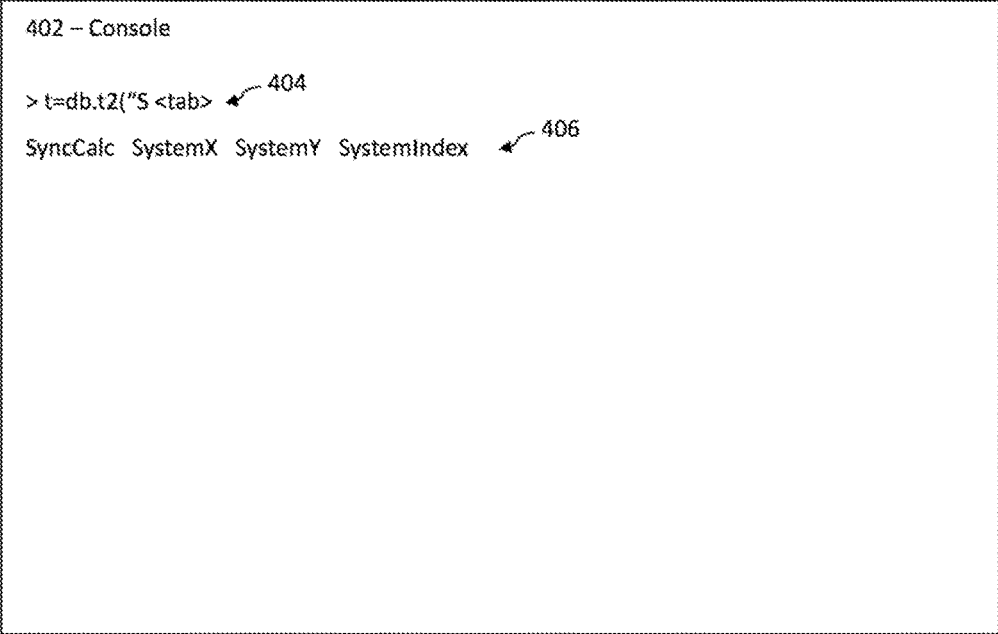 402 – Console
404
> t=db.t2("S <tab>
406
SyncCalc SystemX SystemY SystemIndex